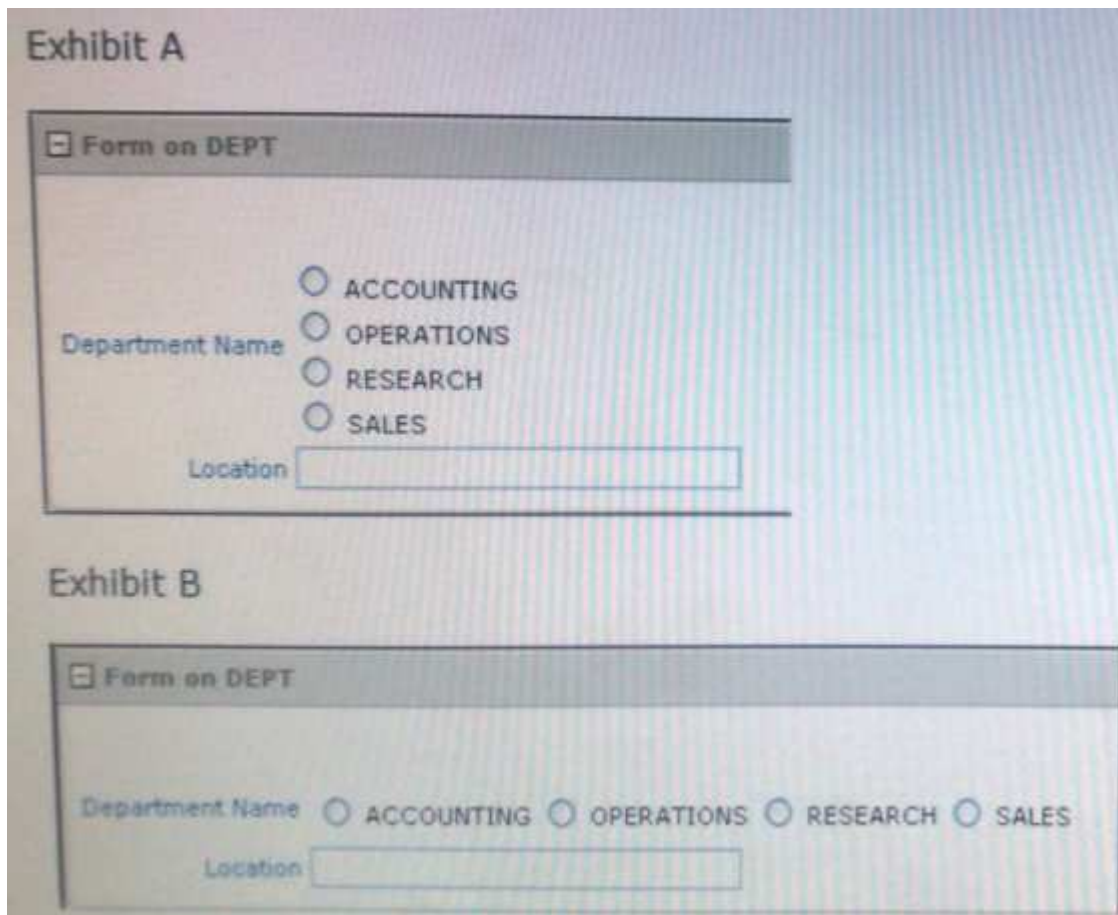 Exhibit A
Form on DEPT
ACCOUNTING
OPERATIONS
Department Name
RESEARCH
SALES
Location
Exhibit B
Form on DEPT
Department Name ACCOUNTING OPERATIONS RESEARCH SALES
Location